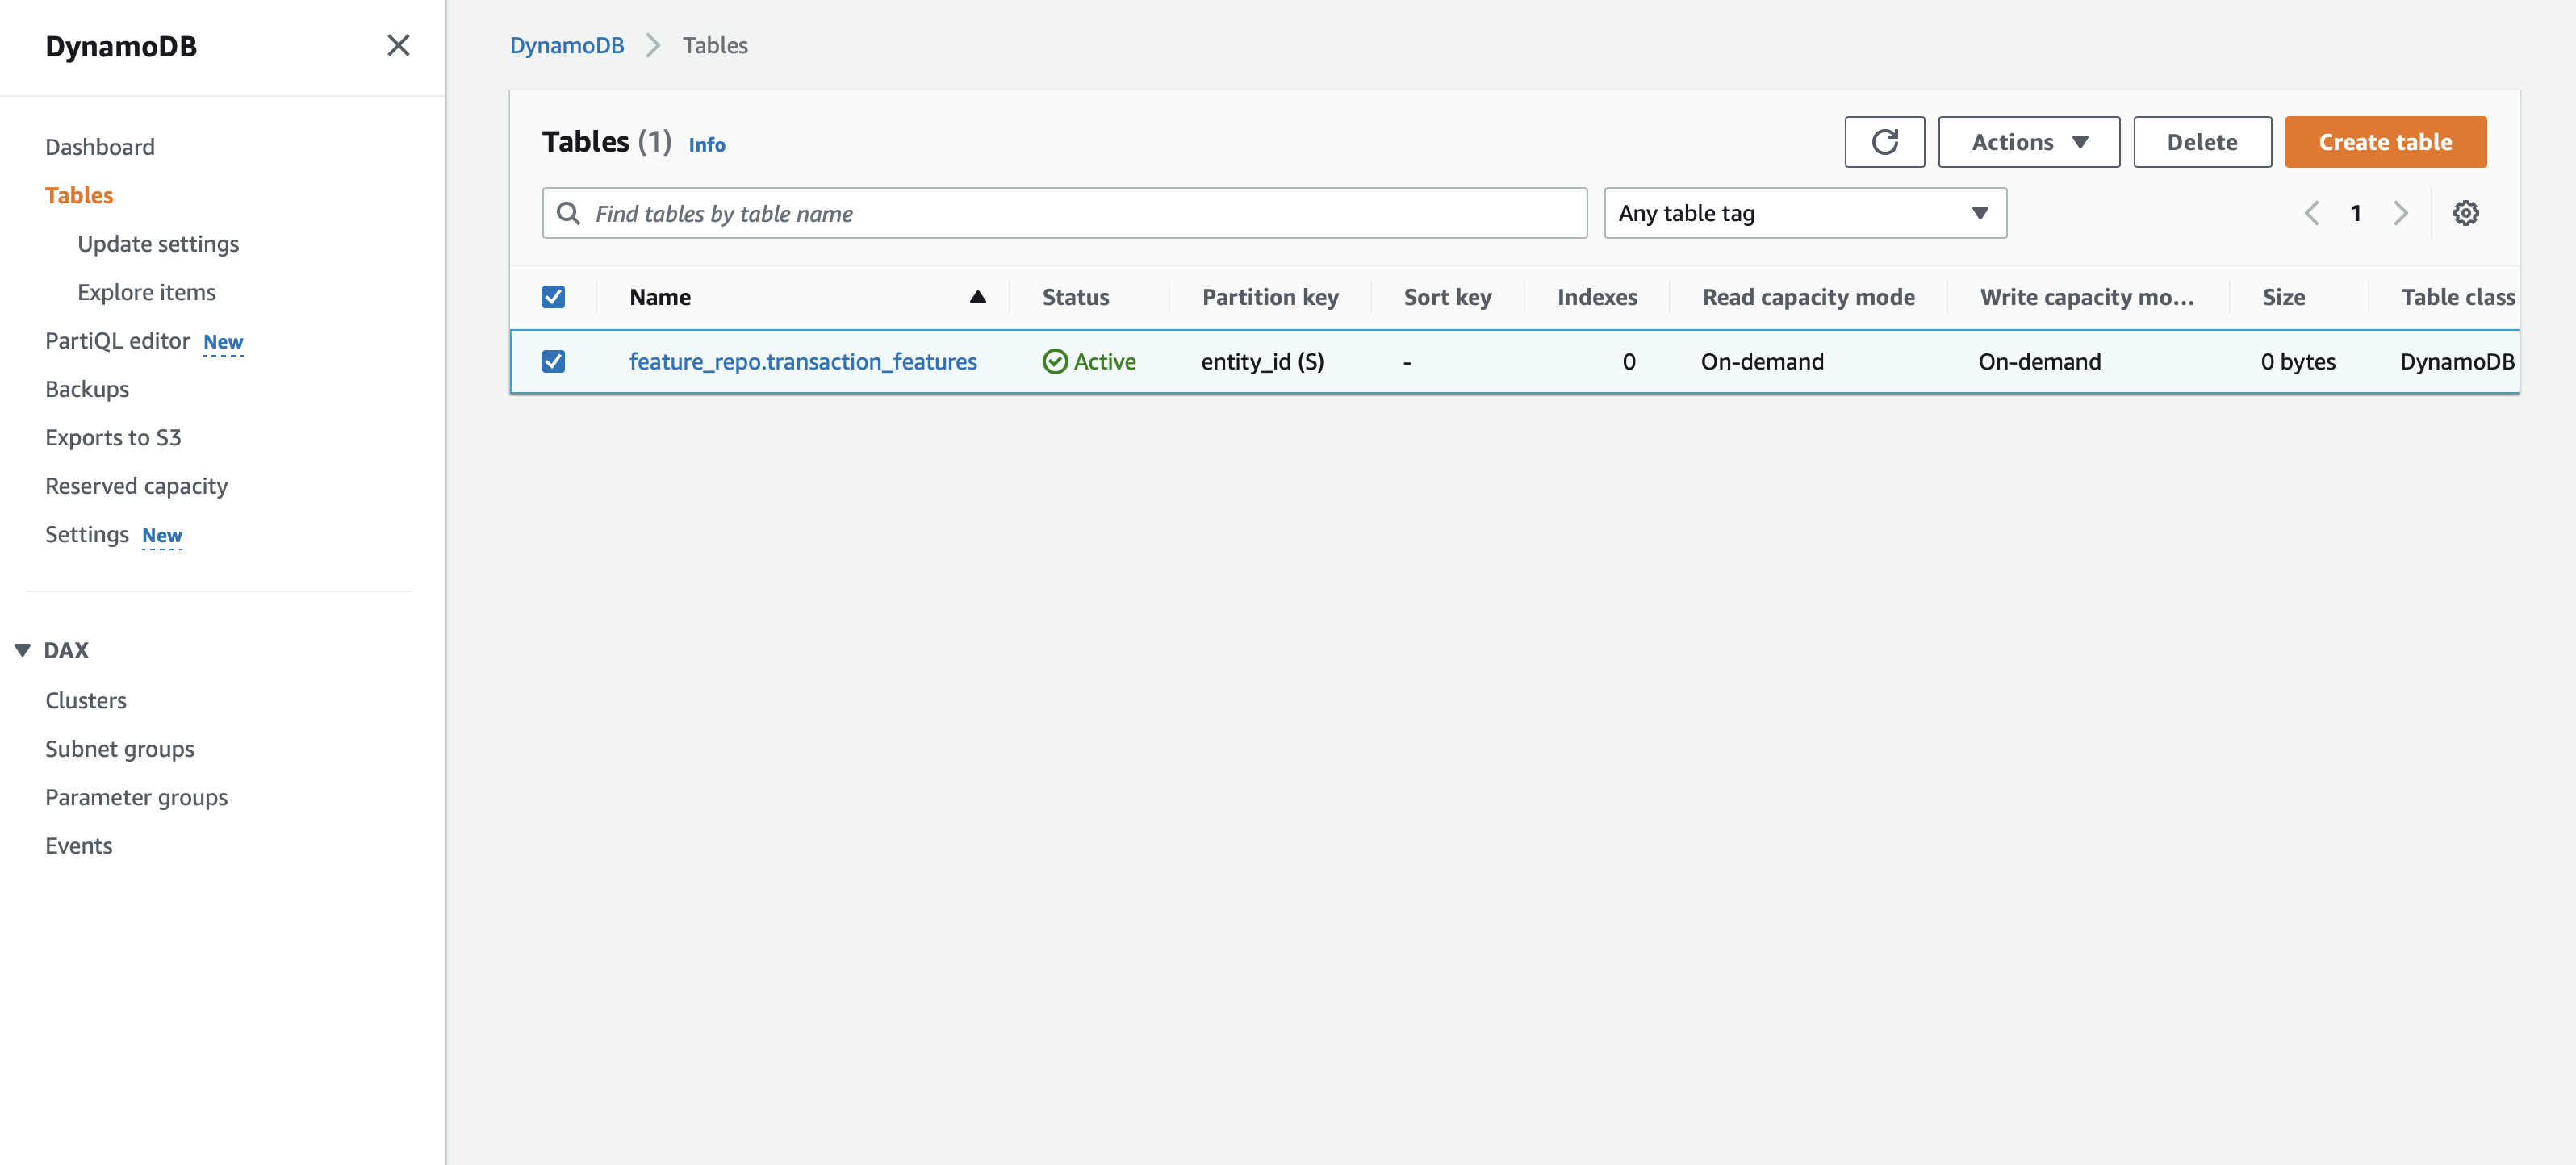 DynamoDB
Dashboard
Tables
Update settings
Explore items
PartiQL editor New
Backups
Exports to S3
Reserved capacity
Settings New
DAX
Clusters
Subnet groups
Parameter groups
Events
DynamoDB Tables
Tables (1) Info
Actions Delete Create table
Find tables by table name Any table tag 1
Name Status Partition key Sort key Indexes Read capacity mode Write capacity mo... Size Table class
feature_repo.transaction_features Active entity_id (S) - 0 On-demand On-demand 0 bytes DynamoDB